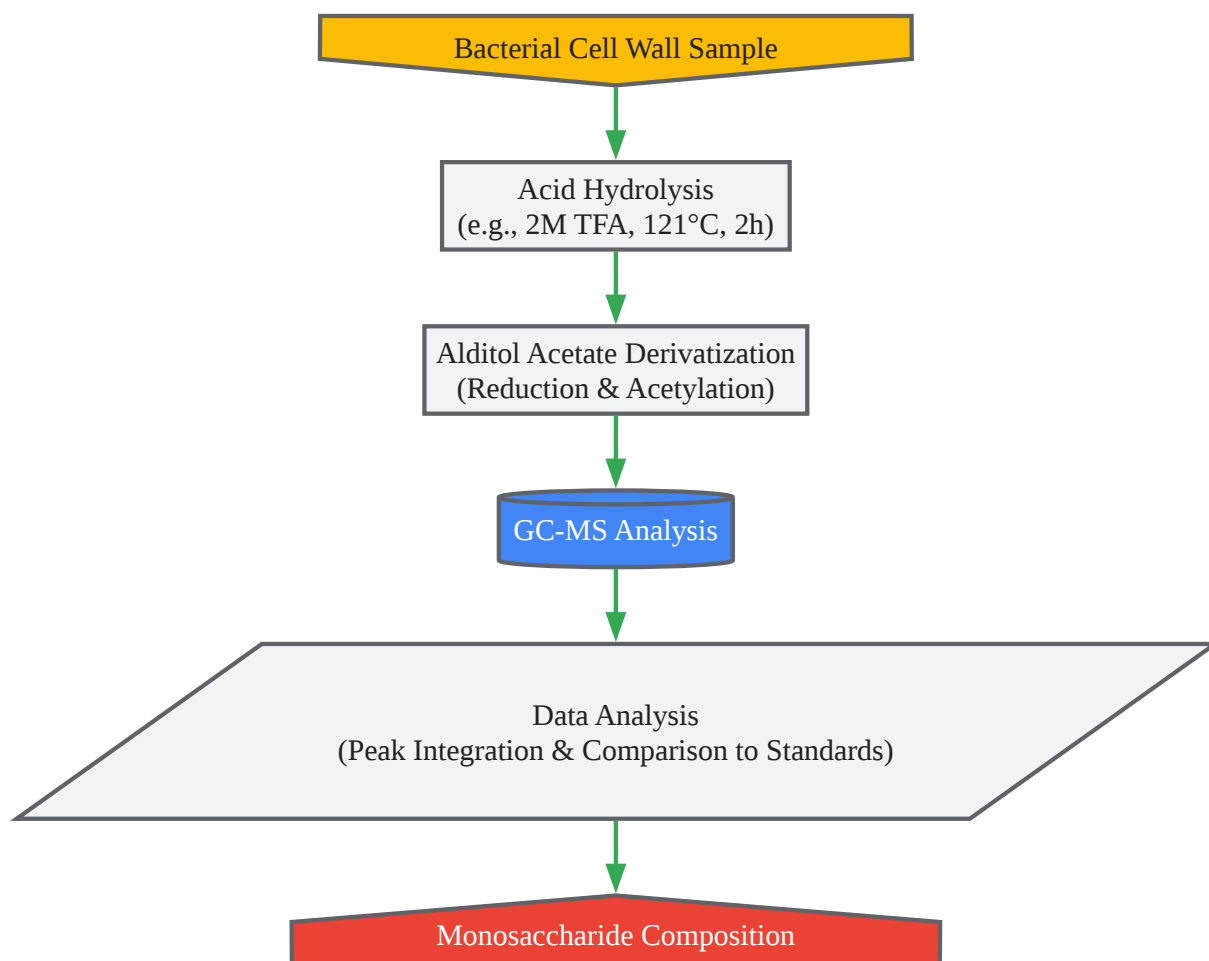 Bacterial Cell Wall Sample
Acid Hydrolysis
(e.g., 2M TFA, 121°C, 2h)
Alditol Acetate Derivatization
(Reduction & Acetylation)
GC-MS Analysis
Data Analysis
(Peak Integration & Comparison to Standards)
Monosaccharide Composition